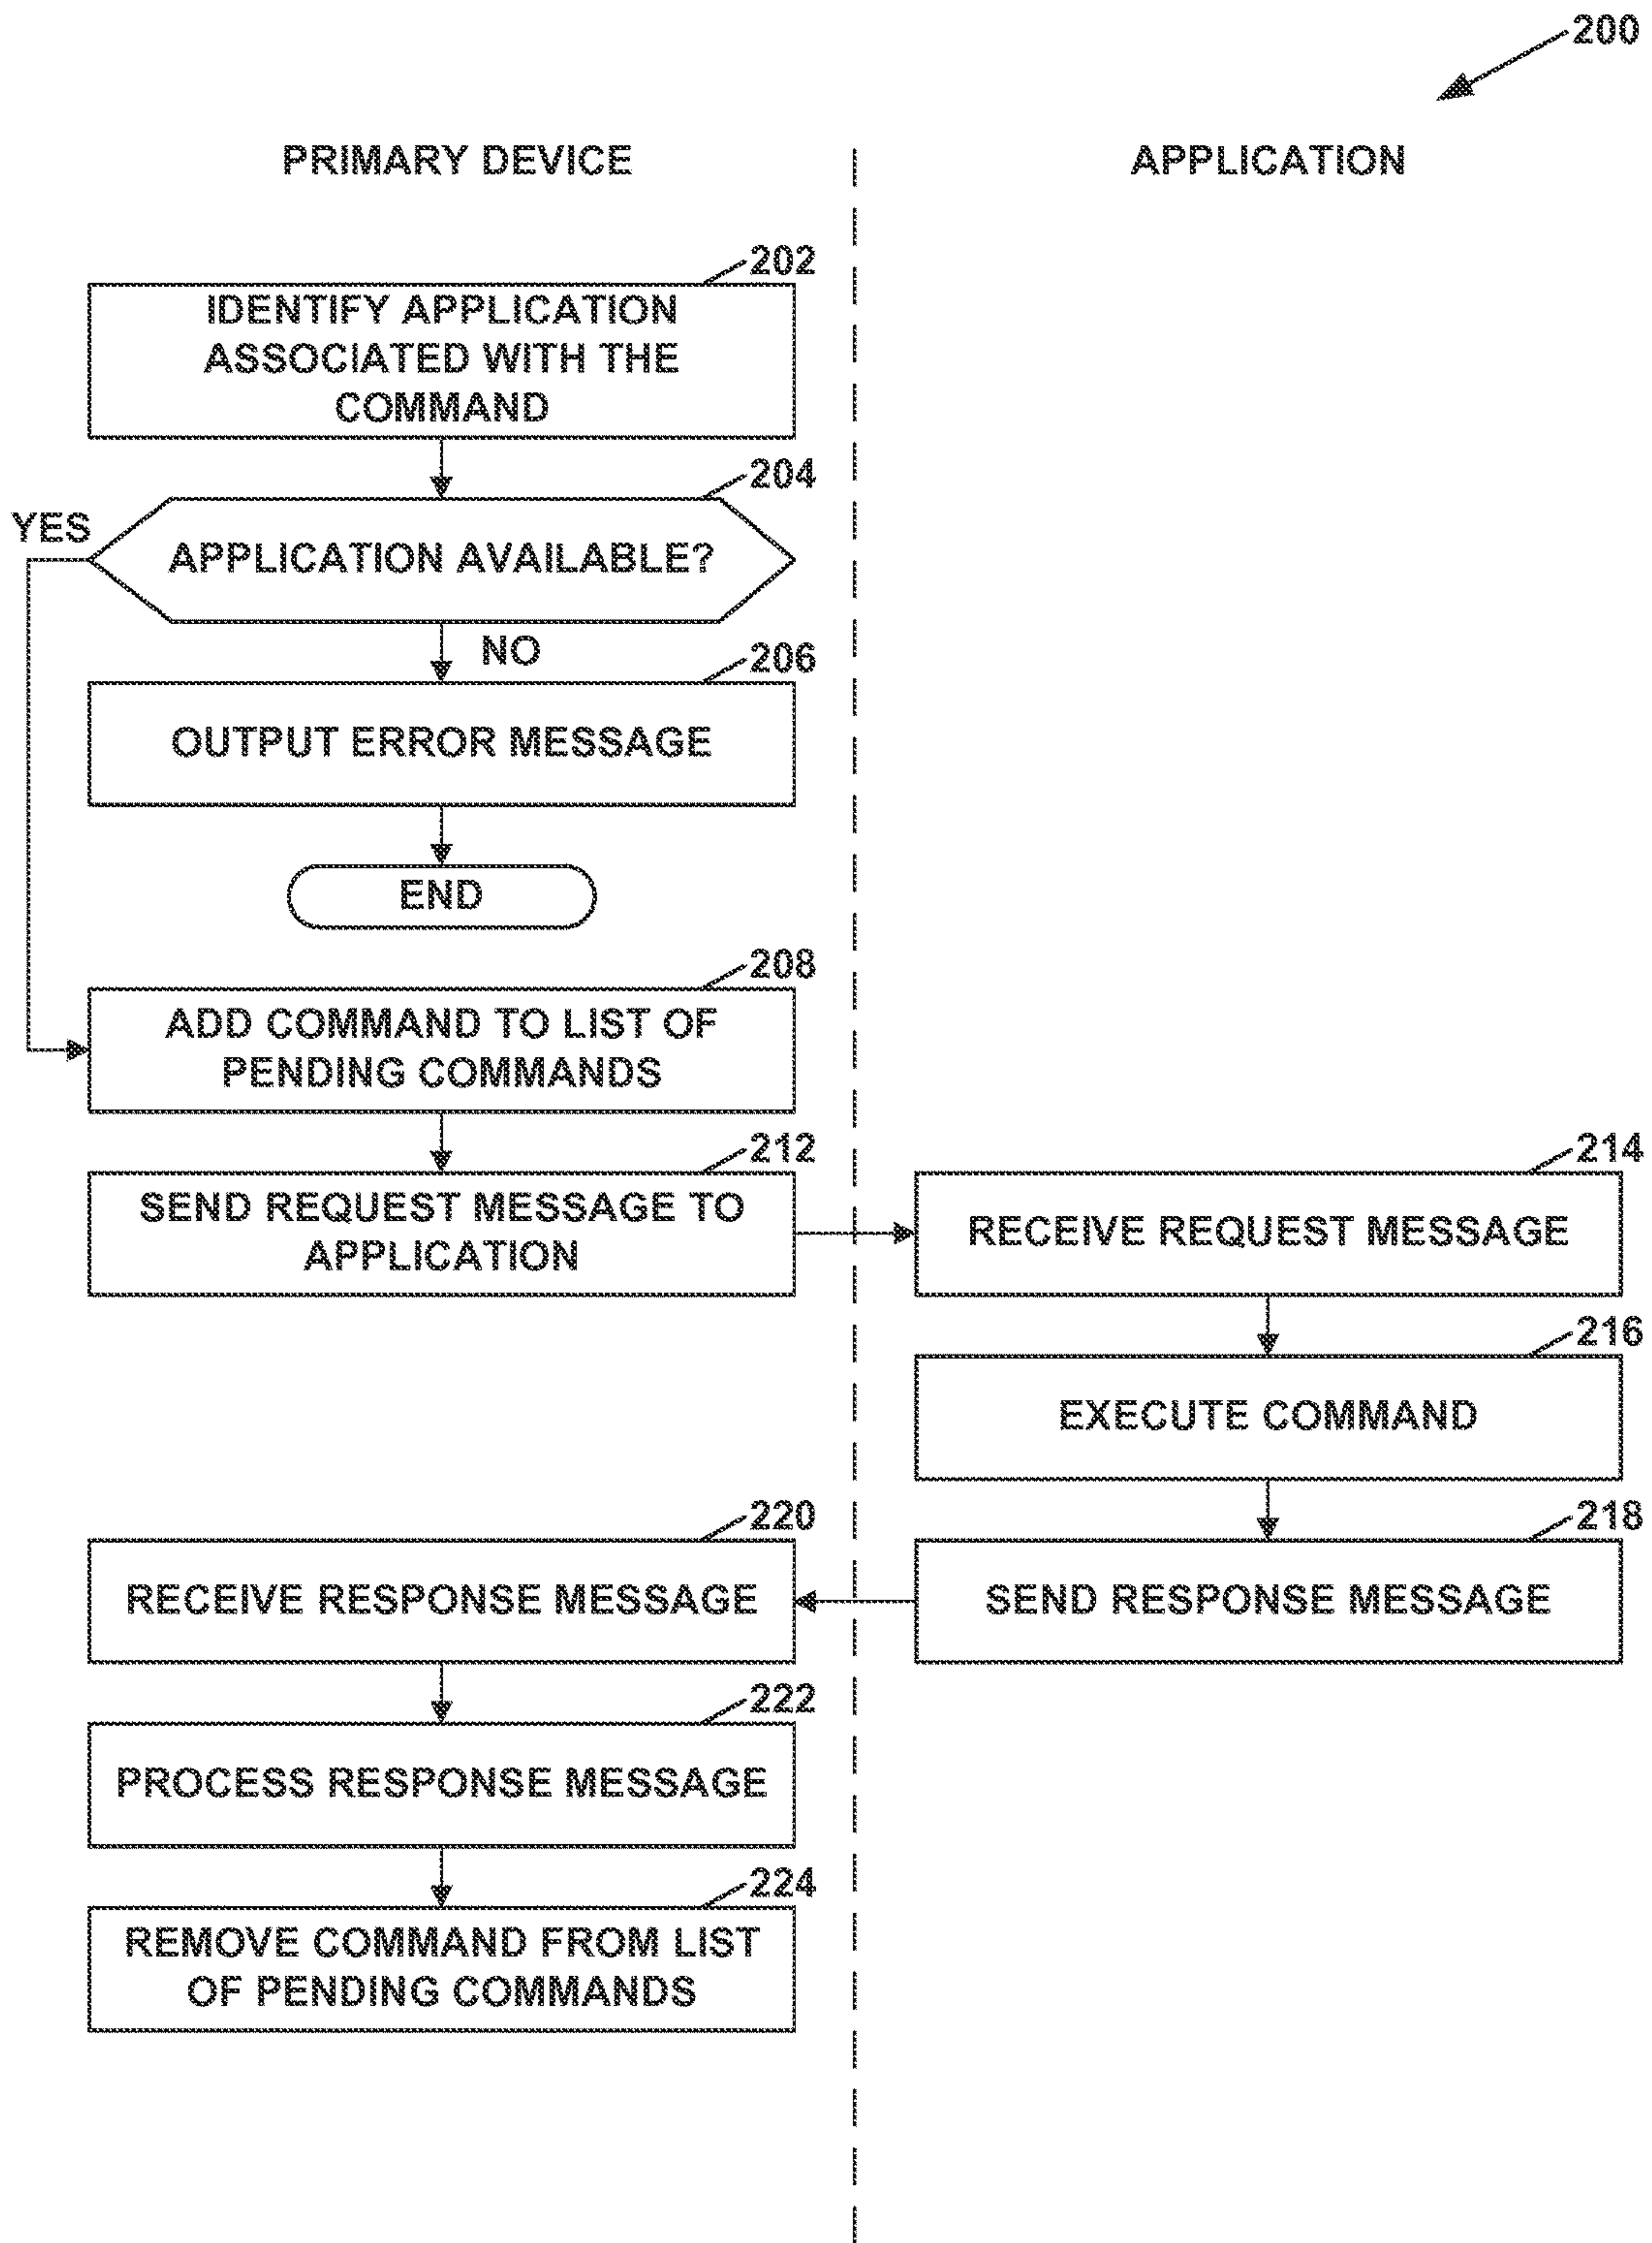 200
PRIMARY DEVICE
APPLICATION
202
IDENTIFY APPLICATION
ASSOCIATED WITH THE
COMMAND
204
YES
APPLICATION AVAILABLE?
NO
206
OUTPUT ERROR MESSAGE
END
208
ADD COMMAND TO LIST OF
PENDING COMMANDS
212
SEND REQUEST MESSAGE TO
APPLICATION
214
RECEIVE REQUEST MESSAGE
216
EXECUTE COMMAND
218
SEND RESPONSE MESSAGE
220
RECEIVE RESPONSE MESSAGE
222
PROCESS RESPONSE MESSAGE
224
REMOVE COMMAND FROM LIST
OF PENDING COMMANDS